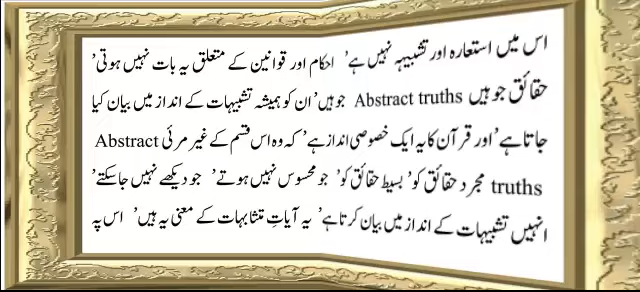 اس میں استعارہ اور تشبیہہ نہیں ہے' احکام اور قوانین کے متعلق یہ بات نہیں ہوتی'
حقائق جو ہیں Abstract truths جو ہیں' ان کو ہمیشہ تشبیہات کے انداز میں بیان کیا
جاتا ہے' اور قرآن کا یہ ایک خصوصی انداز ہے' کہ وہ اس قسم کے غیر مرئی Abstract
truths مجرد حقائق کو' بسیط حقائق کو' جو محسوس نہیں ہوتے' جو دیکھے نہیں جا سکتے'
انہیں تشبیہات کے انداز میں بیان کرتا ہے' یہ آیاتِ متشابہات کے معنی یہ ہیں' اس پہ